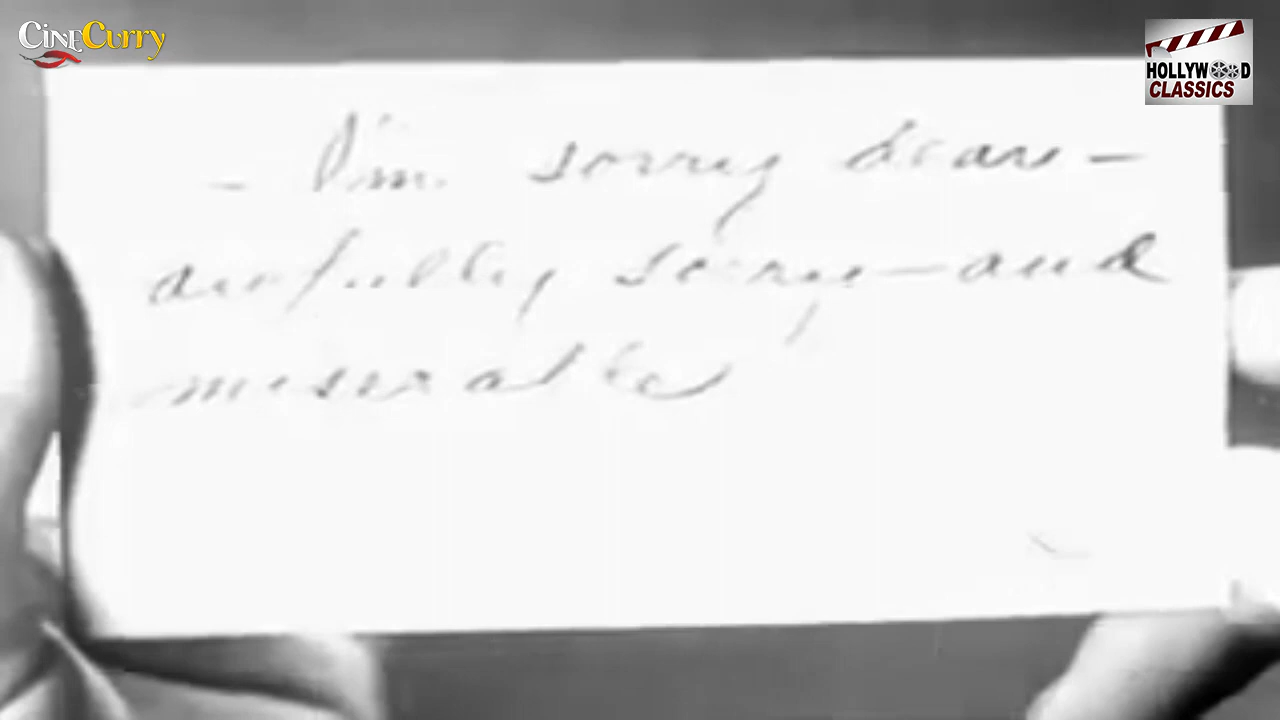 CINECURRY
HOLLYWOOD
CLASSICS
- I'm sorry dear -
awfully sorry - and
miserable